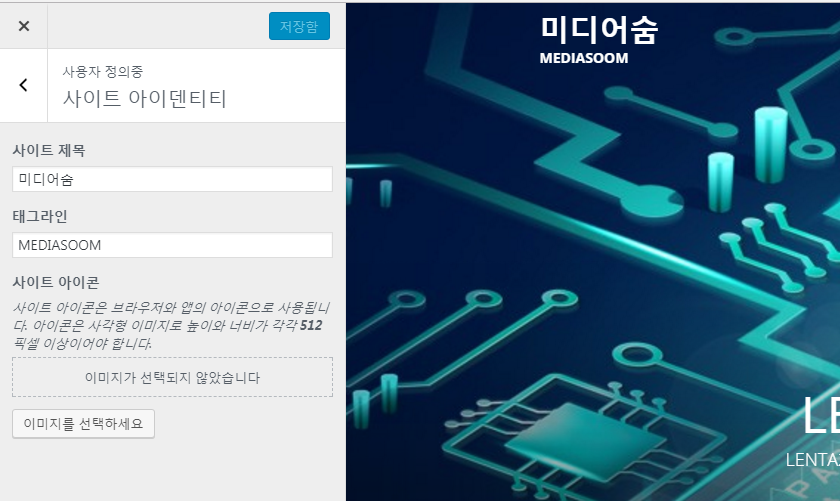 저장함
사용자 정의중
사이트 아이덴티티
사이트 제목
미디어숨
태그라인
MEDIASOOM
사이트 아이콘
사이트 아이콘은 브라우저와 앱의 아이콘으로 사용됩니
다. 아이콘은 사각형 이미지로 높이와 너비가 각각 512
픽셀 이상이어야 합니다.
이미지가 선택되지 않았습니다
이미지를 선택하세요
미디어숨
MEDIASOOM
LE
LENTA